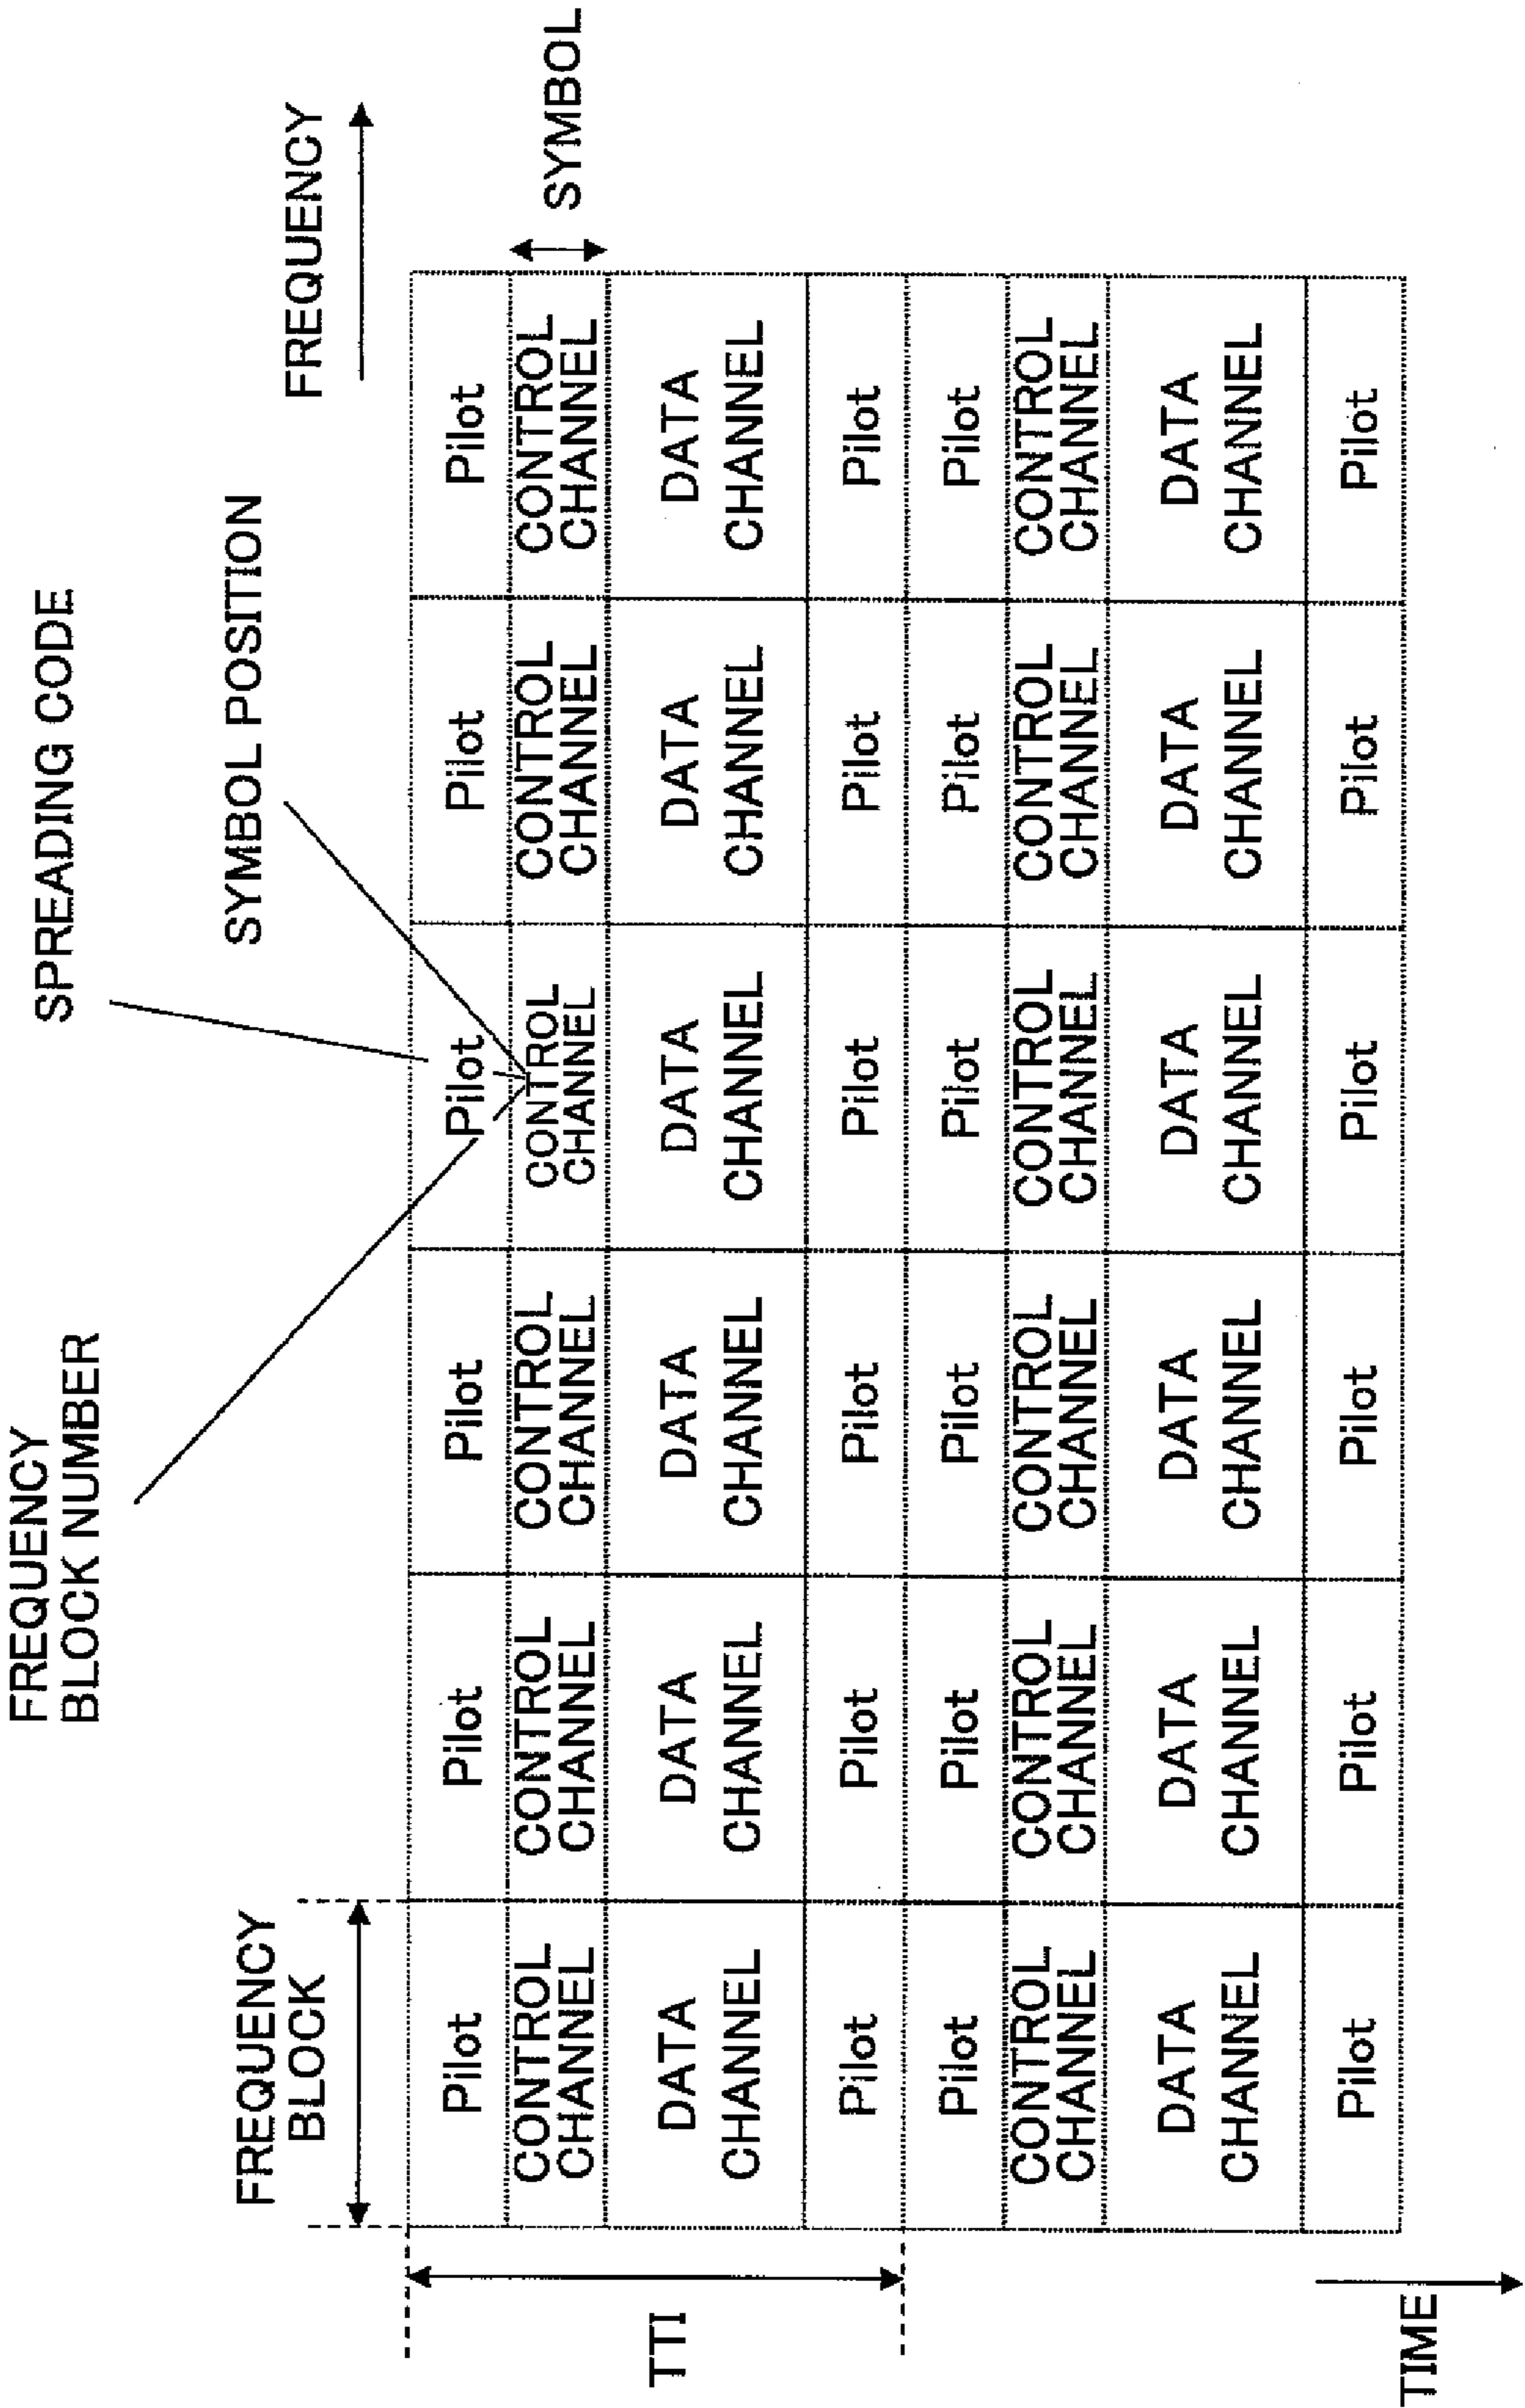 FREQUENCY
BLOCK NUMBER
SPREADING CODE
SYMBOL POSITION
FREQUENCY
BLOCK
FREQUENCY
Pilot Pilot Pilot Pilot Pilot Pilot
CONTROL CONTROL CONTROL CONTROL CONTROL CONTROL
CHANNEL CHANNEL CHANNEL CHANNEL CHANNEL CHANNEL
SYMBOL
TTI
DATA DATA DATA DATA DATA DATA
CHANNEL CHANNEL CHANNEL CHANNEL CHANNEL CHANNEL
Pilot Pilot Pilot Pilot Pilot Pilot
Pilot Pilot Pilot Pilot Pilot Pilot
CONTROL CONTROL CONTROL CONTROL CONTROL CONTROL
CHANNEL CHANNEL CHANNEL CHANNEL CHANNEL CHANNEL
DATA DATA DATA DATA DATA DATA
CHANNEL CHANNEL CHANNEL CHANNEL CHANNEL CHANNEL
Pilot Pilot Pilot Pilot Pilot Pilot
TIME